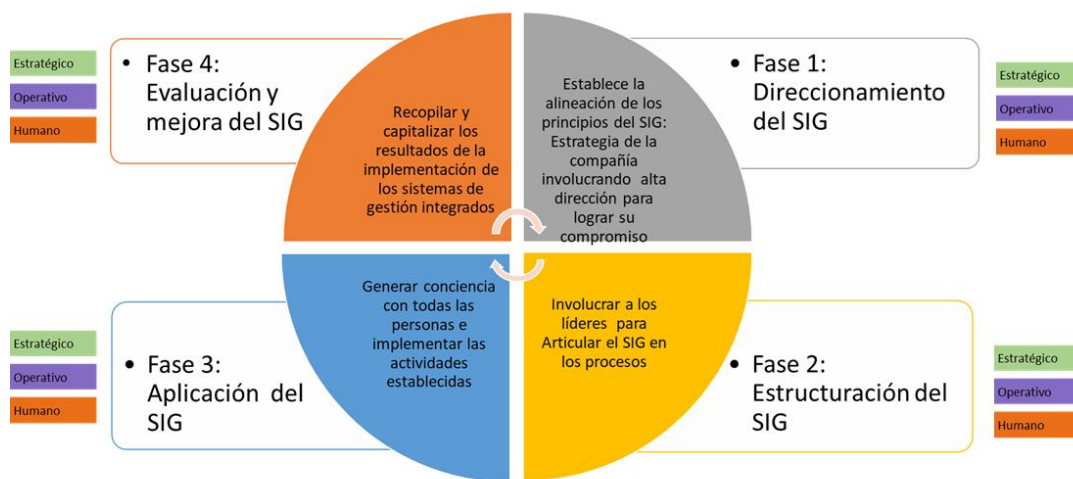 Estratégico
Operativo
Humano
• Fase 4:
Evaluación y
mejora del SIG
Recopilar y
capitalizar los
resultados de la
implementación de
los sistemas de
gestión integrados
Establece la
alineación de los
principios del SIG:
Estrategia de la
compañía
involucrando alta
dirección para
lograr su
compromiso
• Fase 1:
Direccionamiento
del SIG
Estratégico
Operativo
Humano
Estratégico
Operativo
Humano
• Fase 3:
Aplicación del
SIG
Generar conciencia
con todas las
personas e
implementar las
actividades
establecidas
Involucrar a los
líderes para
Articular el SIG en
los procesos
• Fase 2:
Estructuración del
SIG
Estratégico
Operativo
Humano